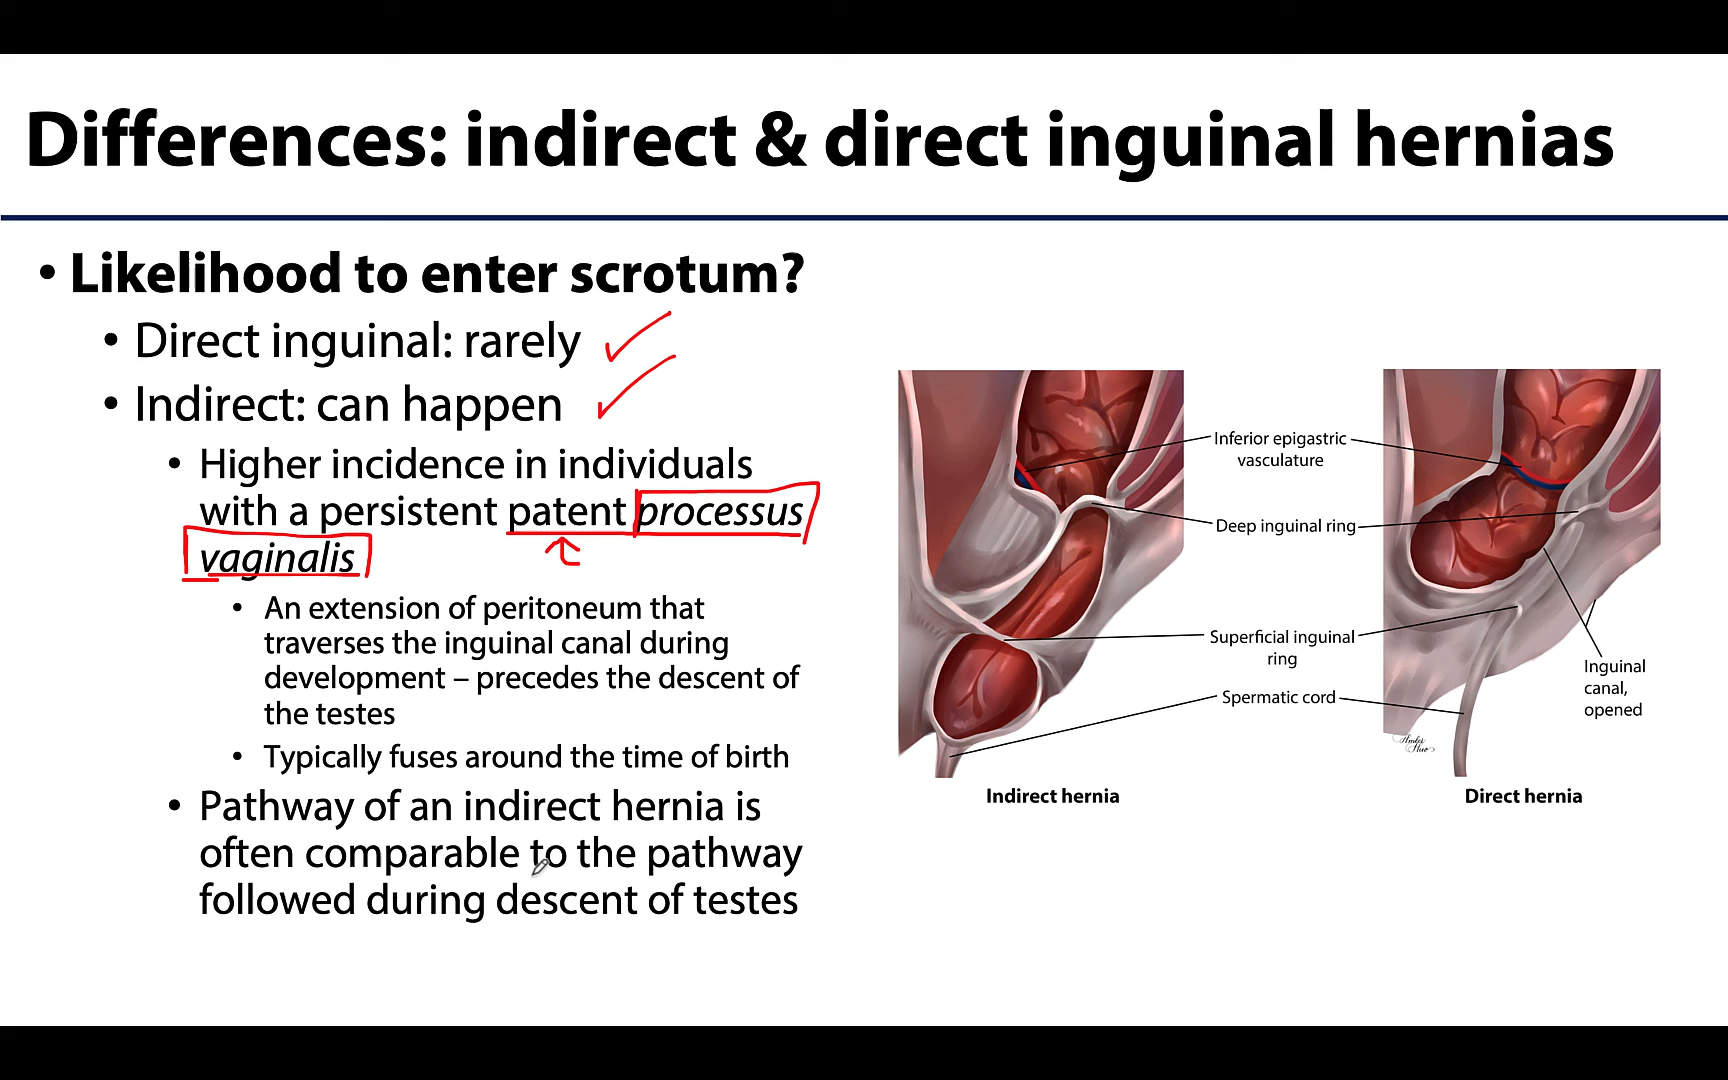 Differences: indirect & direct inguinal hernias
• Likelihood to enter scrotum?
• Direct inguinal: rarely
• Indirect: can happen
• Higher incidence in individuals
with a persistent patent processus
vaginalis
• An extension of peritoneum that
traverses the inguinal canal during
development – precedes the descent of
the testes
• Typically fuses around the time of birth
• Pathway of an indirect hernia is
often comparable to the pathway
followed during descent of testes
Inferior epigastric
vasculature
Deep inguinal ring
Superficial inguinal
ring
Spermatic cord
Inguinal
canal,
opened
Indirect hernia
Direct hernia